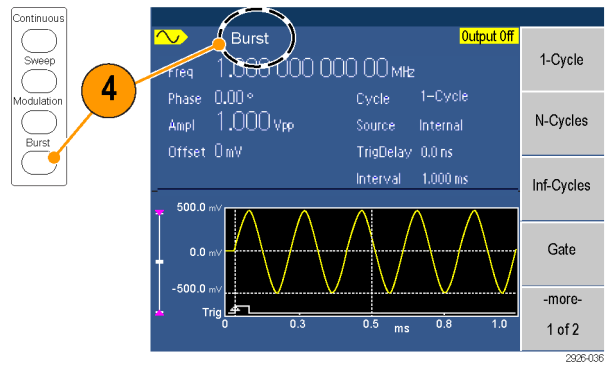 Continuous
Sweep
Modulation
Burst
4
Burst
Output Off
Freq 1.000 000 000 00 MHz
Phase 0.00 °
Cycle 1-Cycle
Ampl 1.000 Vpp
Source Internal
Offset 0 mV
TrigDelay 0.0 ns
Interval 1.000 ms
500.0 mV
0.0 mV
-500.0 mV
Trig
0 0.3 0.5 ms 0.8 1.0
1-Cycle
N-Cycles
Inf-Cycles
Gate
-more-
1 of 2
2926-036